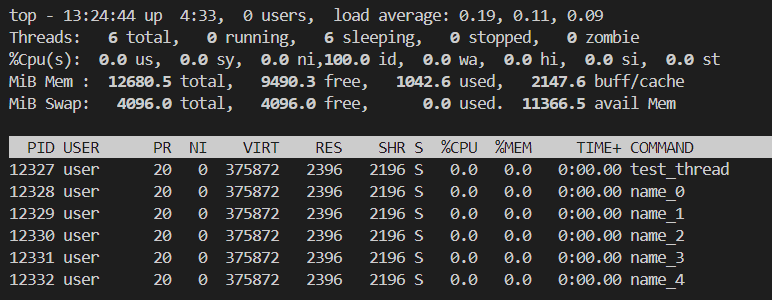 top - 13:24:44 up  4:33,  0 users,  load average: 0.19, 0.11, 0.09
Threads:   6 total,   0 running,   6 sleeping,   0 stopped,   0 zombie
%Cpu(s):  0.0 us,  0.0 sy,  0.0 ni,100.0 id,  0.0 wa,  0.0 hi,  0.0 si,  0.0 st
MiB Mem :  12680.5 total,   9490.3 free,   1042.6 used,   2147.6 buff/cache
MiB Swap:   4096.0 total,   4096.0 free,      0.0 used.  11366.5 avail Mem
  PID USER      PR  NI    VIRT    RES    SHR S  %CPU  %MEM     TIME+ COMMAND
12327 user      20   0  375872   2396   2196 S   0.0   0.0   0:00.00 test_thread
12328 user      20   0  375872   2396   2196 S   0.0   0.0   0:00.00 name_0
12329 user      20   0  375872   2396   2196 S   0.0   0.0   0:00.00 name_1
12330 user      20   0  375872   2396   2196 S   0.0   0.0   0:00.00 name_2
12331 user      20   0  375872   2396   2196 S   0.0   0.0   0:00.00 name_3
12332 user      20   0  375872   2396   2196 S   0.0   0.0   0:00.00 name_4